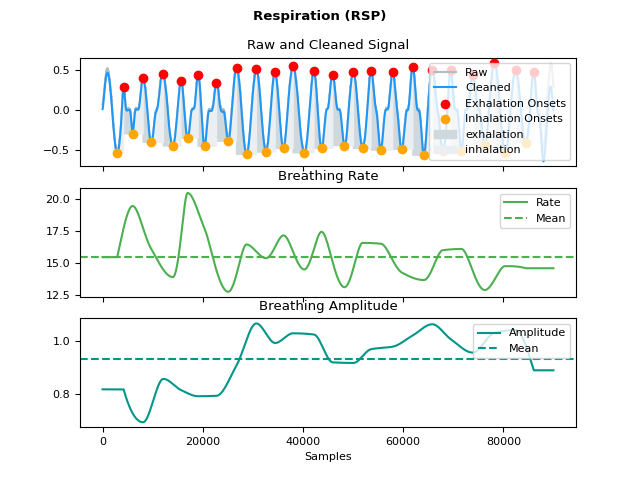 Respiration (RSP)
Raw and Cleaned Signal
0.5
0.0
−0.5
Raw
Cleaned
Exhalation Onsets
Inhalation Onsets
exhalation
inhalation
Breathing Rate
20.0
17.5
15.0
12.5
Rate
Mean
Breathing Amplitude
1.0
0.8
Amplitude
Mean
0 20000 40000 60000 80000
Samples